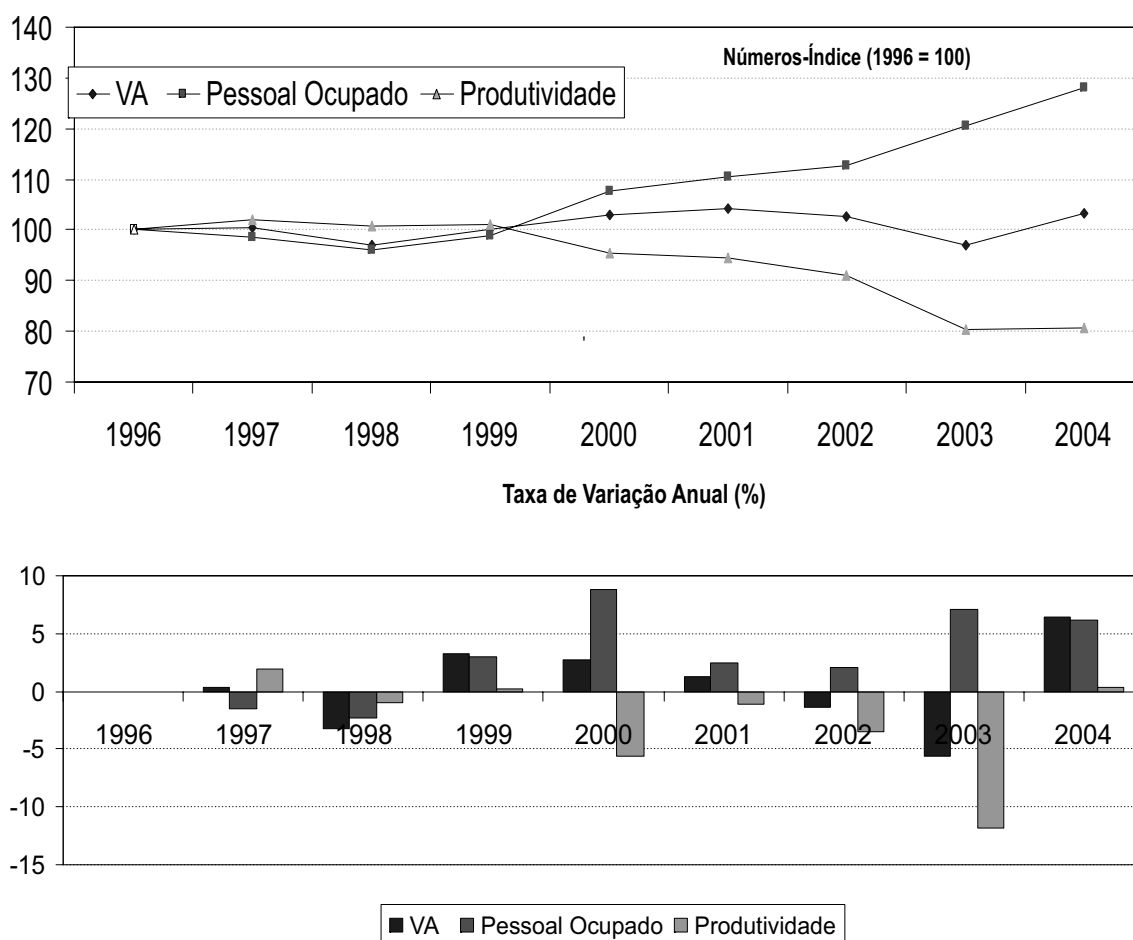 140
Números-Índice (1996 = 100)
130
VA Pessoal Ocupado Produtividade
120
110
100
90
80
70
1996 1997 1998 1999 2000 2001 2002 2003 2004
Taxa de Variação Anual (%)
10
5
0
1996 1997 1998 1999 2000 2001 2002 2003 2004
-5
-10
-15
VA Pessoal Ocupado Produtividade